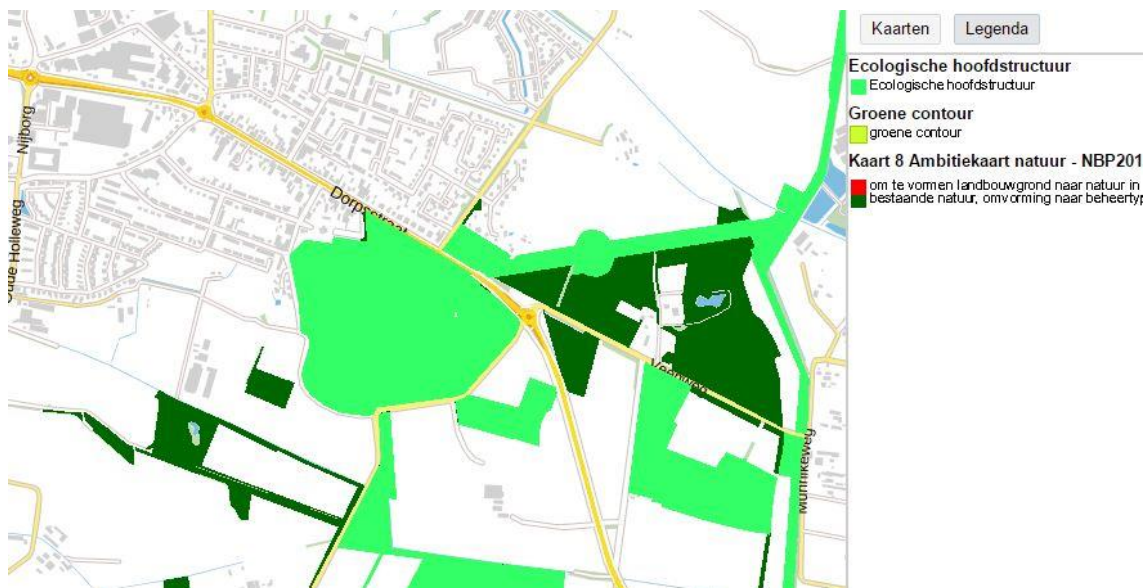 Kaarten Legenda
Ecologische hoofdstructuur
Ecologische hoofdstructuur
Groene contour
groene contour
Kaart 8 Ambitiekaart natuur - NBP201
om te vormen landbouwgrond naar natuur in
bestaande natuur, omvorming naar beheertyp
Nijborg
Oude Holleweg
Dorpsstraat
Veenweg
Munnikeweg